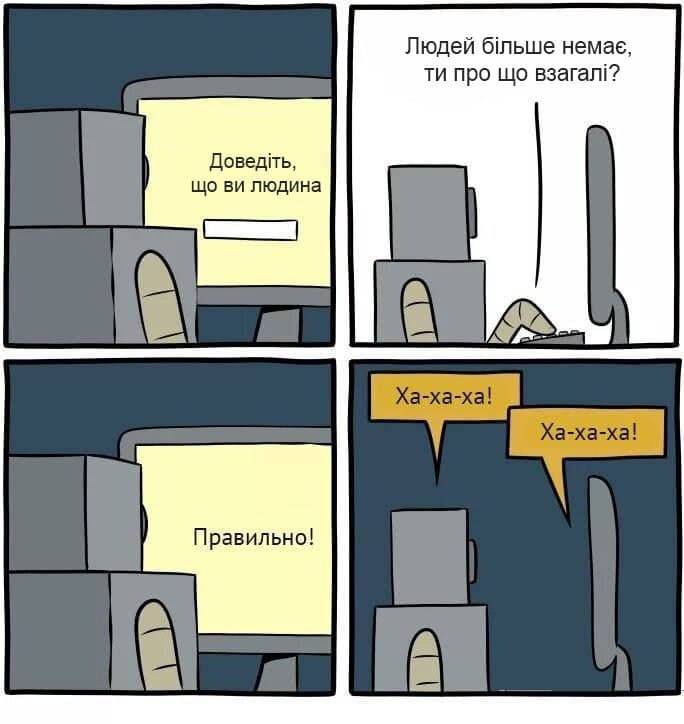 Доведіть,
що ви людина
Людей більше немає,
ти про що взагалі?
Правильно!
Ха-ха-ха!
Ха-ха-ха!